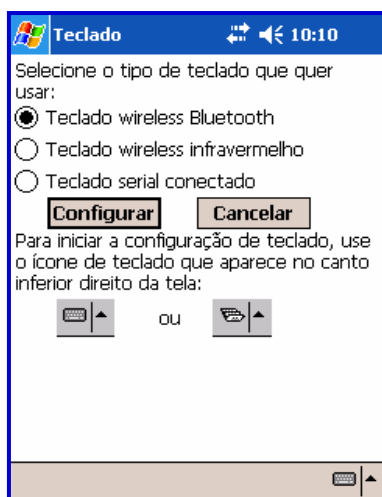 Teclado 10:10
Selecione o tipo de teclado que quer
usar:
Teclado wireless Bluetooth
Teclado wireless infravermelho
Teclado serial conectado
Configurar Cancelar
Para iniciar a configuração de teclado, use
o ícone de teclado que aparece no canto
inferior direito da tela:
ou